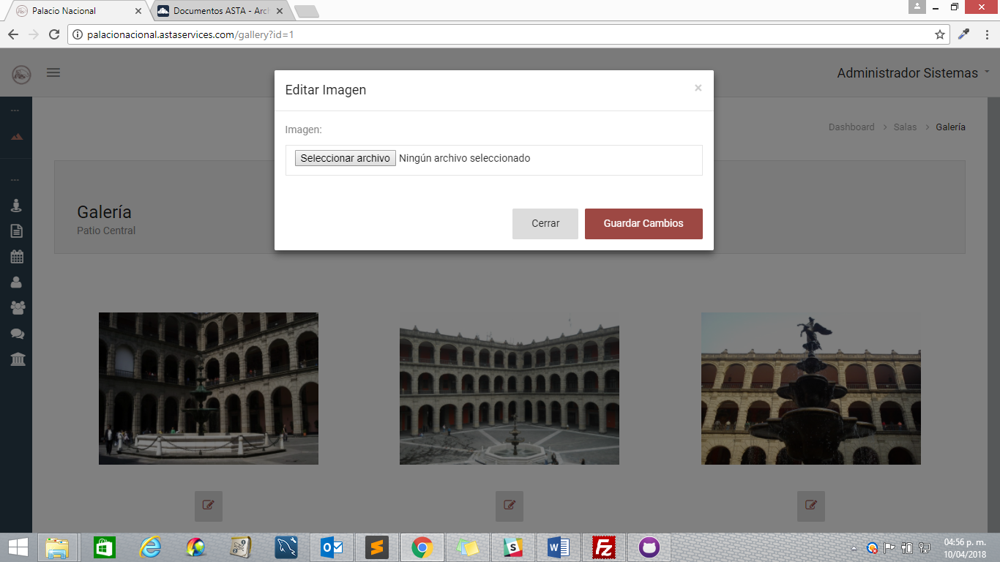 Palacio Nacional
Documentos ASTA - Arch
palacionacional.astaservices.com/gallery?id=1
Administrador Sistemas
Editar Imagen
×
Imagen:
Seleccionar archivo Ningún archivo seleccionado
Cerrar
Guardar Cambios
---
Dashboard > Salas > Galería
---
Galería
Patio Central
04:56 p. m.
10/04/2018